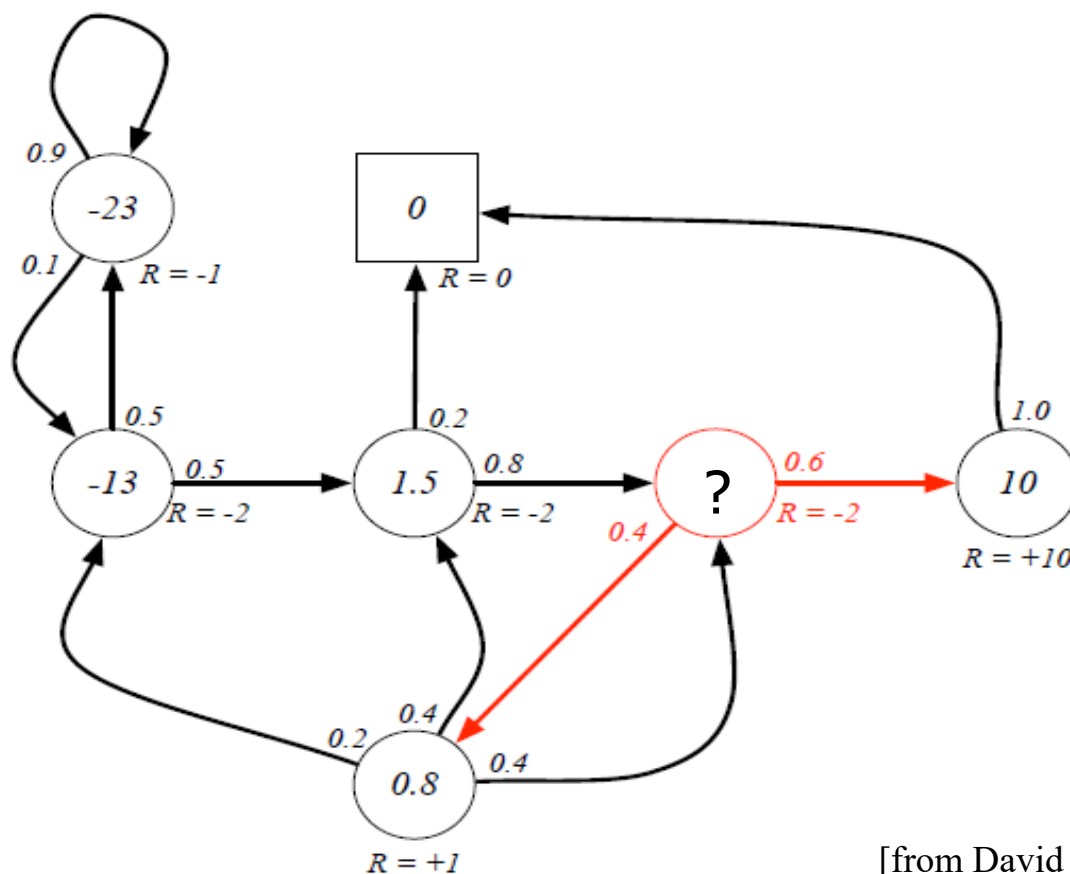 0.9
-23
0
0.1
R = -1
R = 0
0.5
0.2
1.0
-13
0.5
1.5
0.8
?
0.6
10
R = -2
R = -2
0.4
R = -2
R = +10
0.4
0.2
0.8
0.4
R = +1
[from David